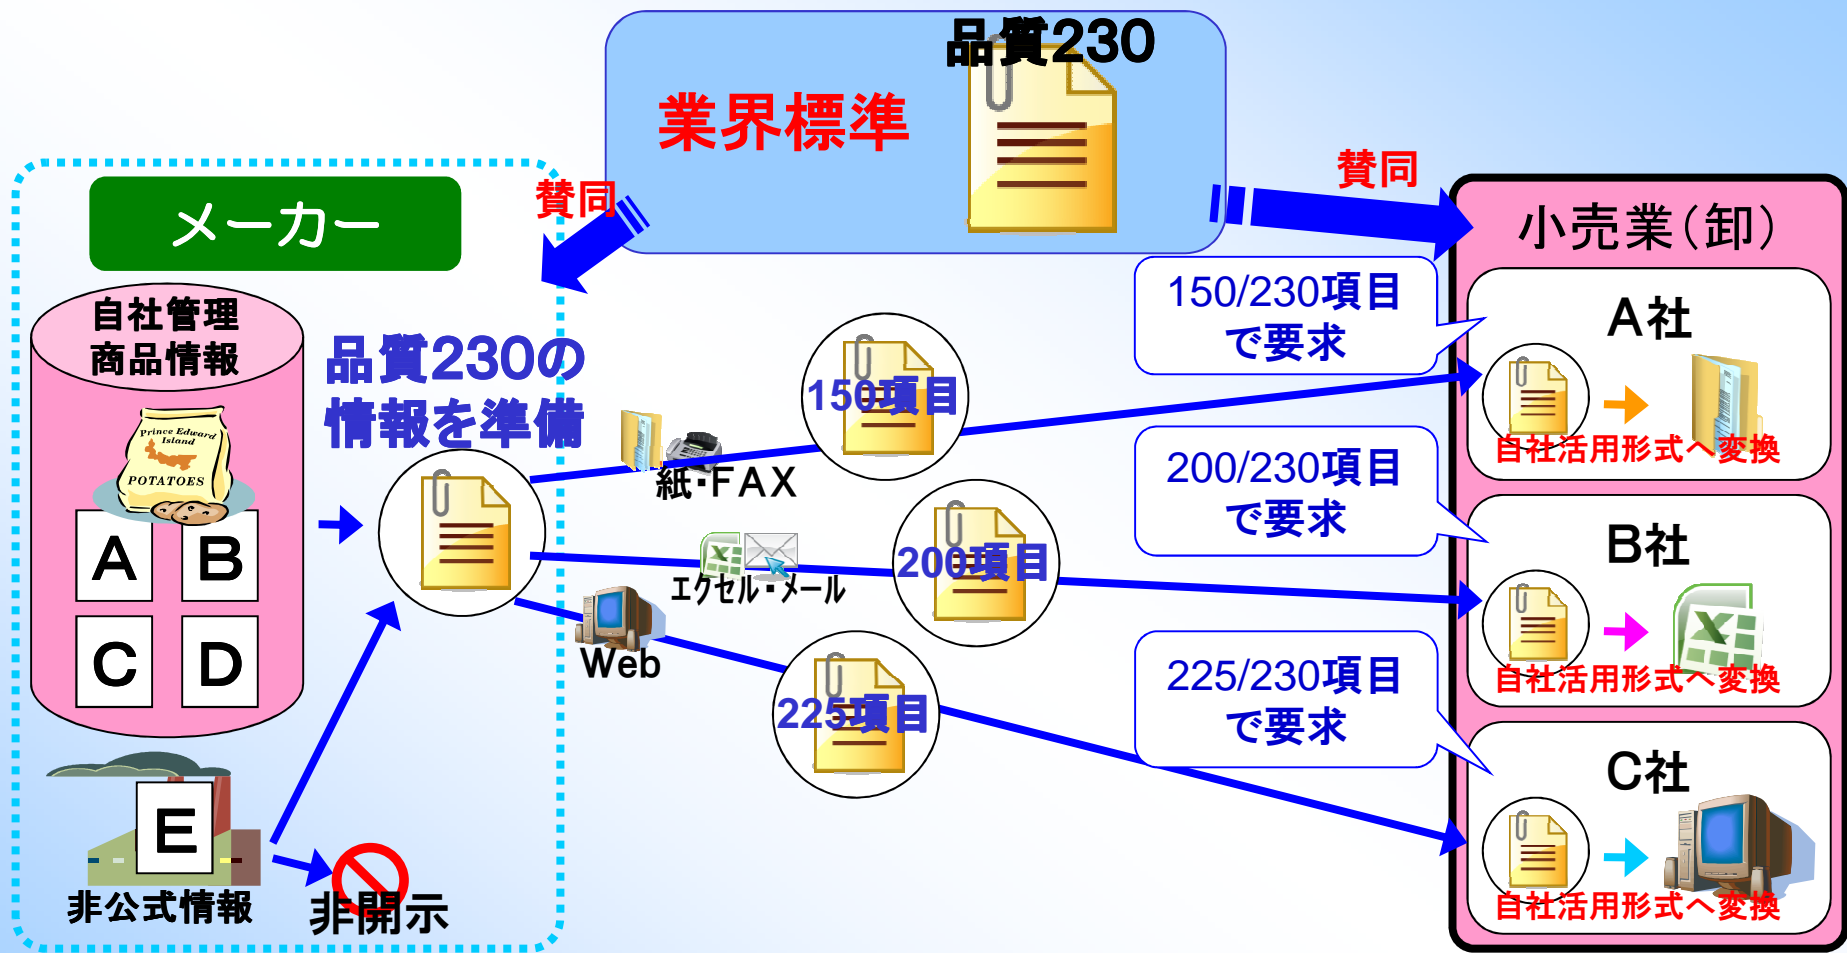 品質230
業界標準
賛同
賛同
メーカー
小売業(卸)
自社管理
商品情報
Prince Edward
Island
POTATOES
A
B
C
D
E
非公式情報
非開示
品質230の
情報を準備
紙・FAX
エクセル・メール
Web
150項目
200項目
225項目
150/230項目
で要求
200/230項目
で要求
225/230項目
で要求
A社
自社活用形式へ変換
B社
自社活用形式へ変換
C社
自社活用形式へ変換